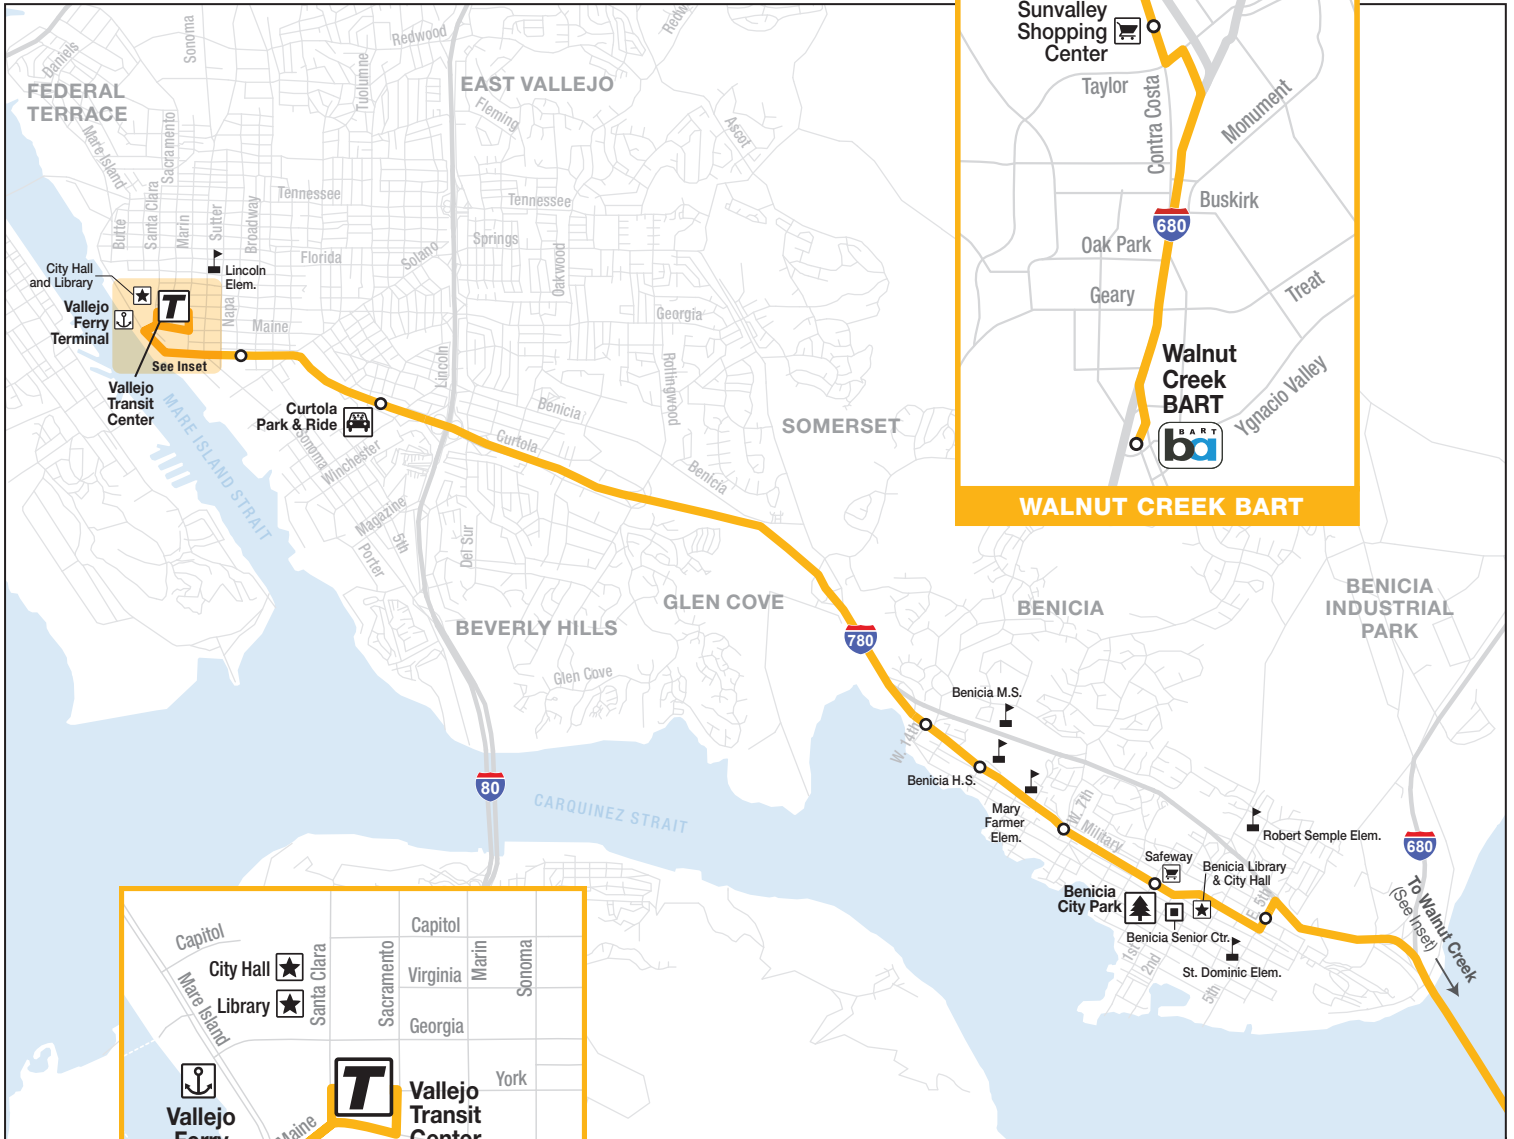 Daniels
Sonoma
Redwood
Redw
FEDERAL
TERRACE
Tuolumne
EAST VALLEJO
Fleming
Ascot
Mare Island
Sacramento
Tennessee
Tennessee
Butte
Santa Clara
Marin
Sutter
Broadway
Florida
Solano
Springs
Oakwood
City Hall
and Library
Lincoln
Elem.
T
Vallejo
Ferry
Terminal
Napa
Maine
Georgia
See Inset
Vallejo
Transit
Center
Lincoln
Rollingwood
Curtola
Park & Ride
Benicia
SOMERSET
MARE ISLAND STRAIT
Sonoma
Winchester
Curtola
Benicia
Magazine
5th
Porter
Del Sur
GLEN COVE
BEVERLY HILLS
Glen Cove
780
BENICIA
BENICIA
INDUSTRIAL
PARK
80
CARQUINEZ STRAIT
Benicia M.S.
W. 14th
Benicia H.S.
Mary
Farmer
Elem.
W. 7th
Military
Robert Semple Elem.
680
Safeway
Benicia Library
& City Hall
Benicia
City Park
E. 5th
Benicia Senior Ctr.
St. Dominic Elem.
1st
2nd
5th
To Walnut Creek
(See Inset)
Sunvalley
Shopping
Center
Taylor
Contra Costa
Monument
Buskirk
680
Oak Park
Geary
Treat
Walnut
Creek
BART
BART
ba
Ygnacio Valley
WALNUT CREEK BART
Capitol
Capitol
City Hall
Library
Santa Clara
Sacramento
Virginia
Marin
Sonoma
Mare Island
Georgia
T
York
Vallejo
Transit
Center
Vallejo
Ferry
Maine